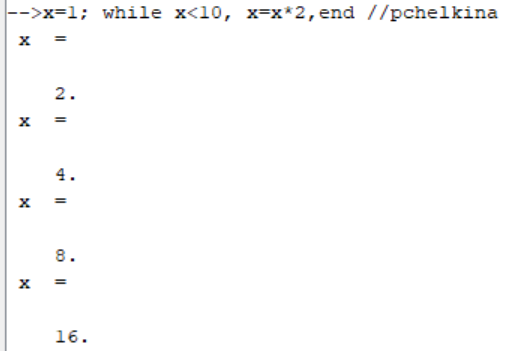 -->x=1; while x<10, x=x*2,end //pchelkina
x =
2.
x =
4.
x =
8.
x =
16.